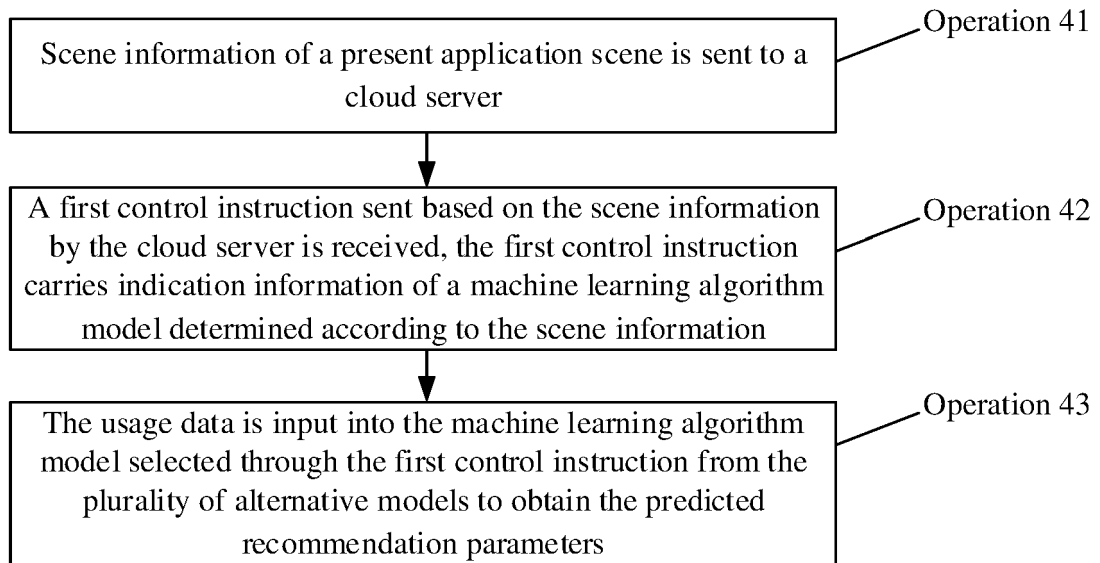 Operation 41
Scene information of a present application scene is sent to a
cloud server
Operation 42
A first control instruction sent based on the scene information
by the cloud server is received, the first control instruction
carries indication information of a machine learning algorithm
model determined according to the scene information
Operation 43
The usage data is input into the machine learning algorithm
model selected through the first control instruction from the
plurality of alternative models to obtain the predicted
recommendation parameters